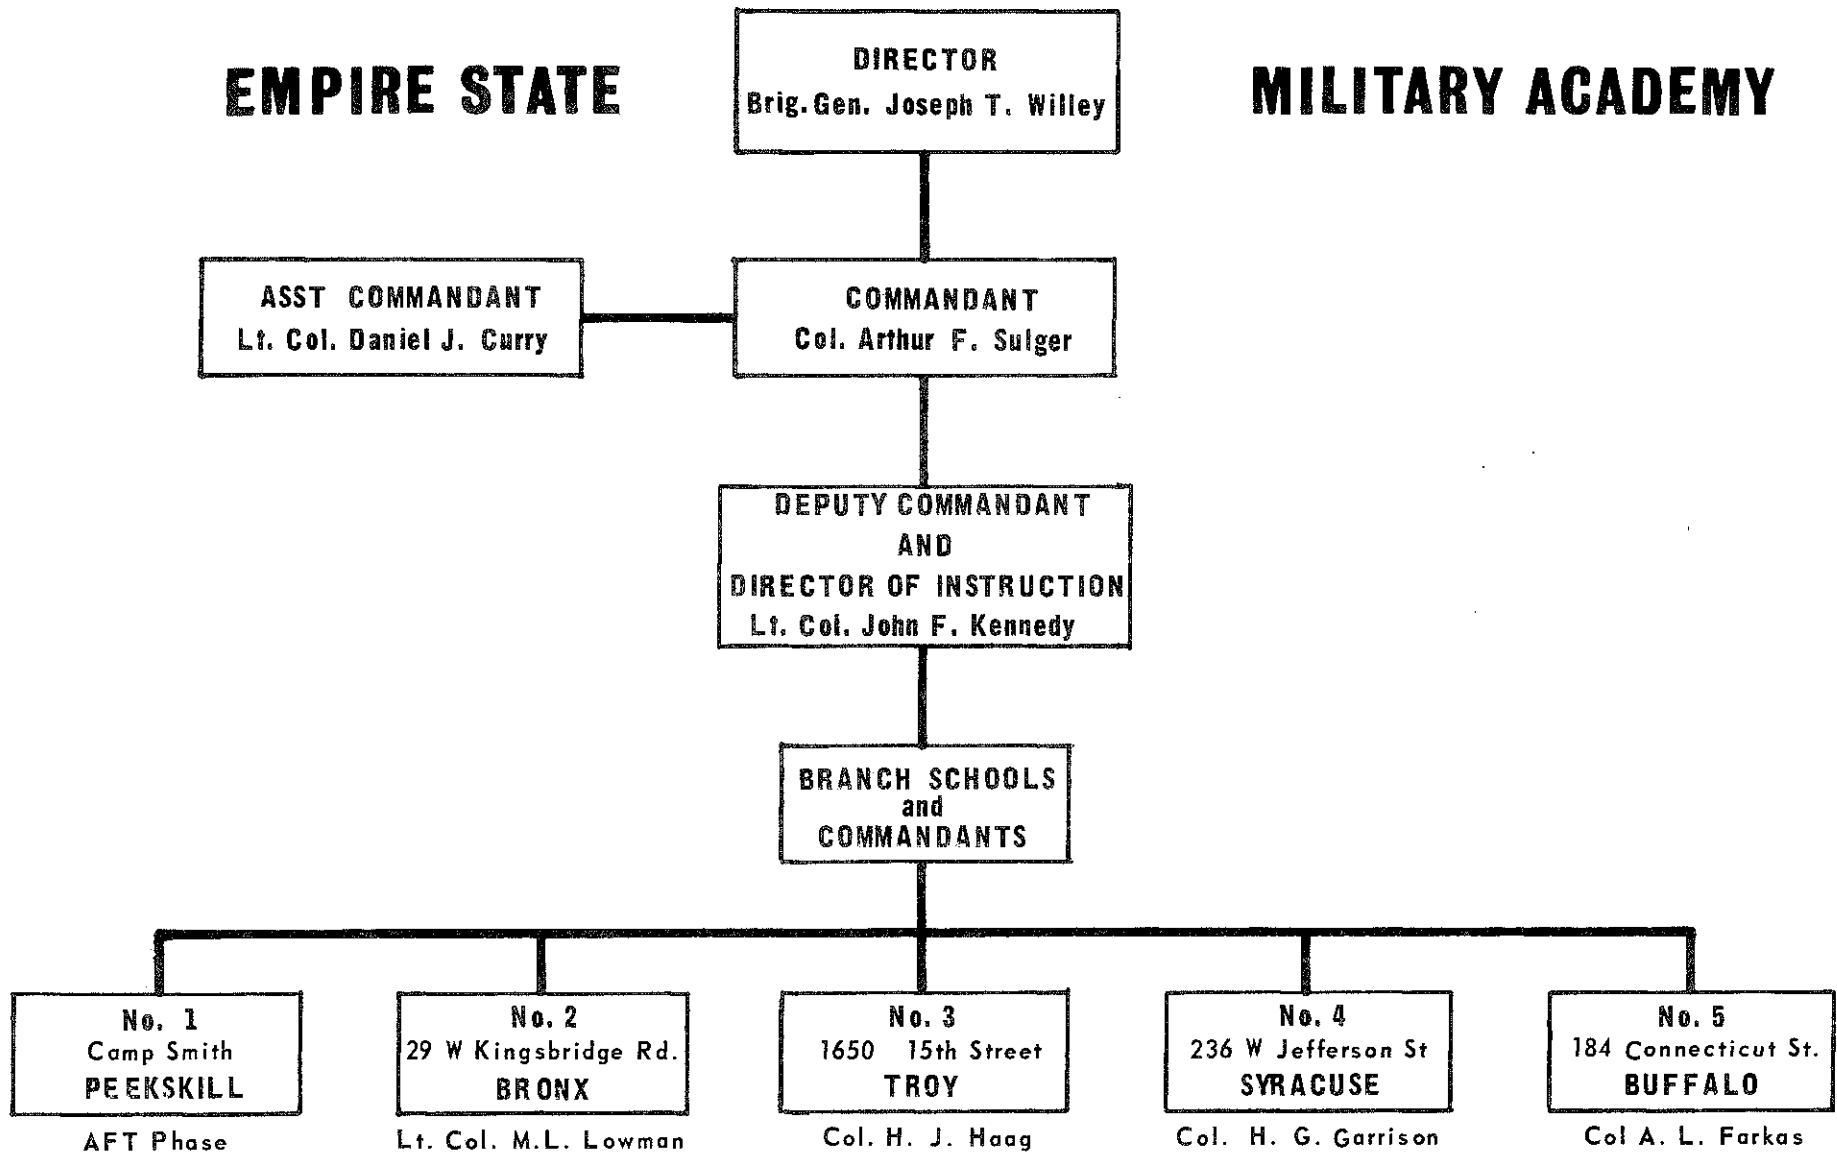 EMPIRE STATE
MILITARY ACADEMY
DIRECTOR
Brig. Gen. Joseph T. Willey
ASST COMMANDANT
Lt. Col. Daniel J. Curry
COMMANDANT
Col. Arthur F. Sulger
DEPUTY COMMANDANT
AND
DIRECTOR OF INSTRUCTION
Lt. Col. John F. Kennedy
BRANCH SCHOOLS
and
COMMANDANTS
No. 1
Camp Smith
PEEKSKILL
AFT Phase
No. 2
29 W Kingsbridge Rd.
BRONX
Lt. Col. M.L. Lowman
No. 3
1650 15th Street
TROY
Col. H. J. Haag
No. 4
236 W Jefferson St
SYRACUSE
Col. H. G. Garrison
No. 5
184 Connecticut St.
BUFFALO
Col A. L. Farkas